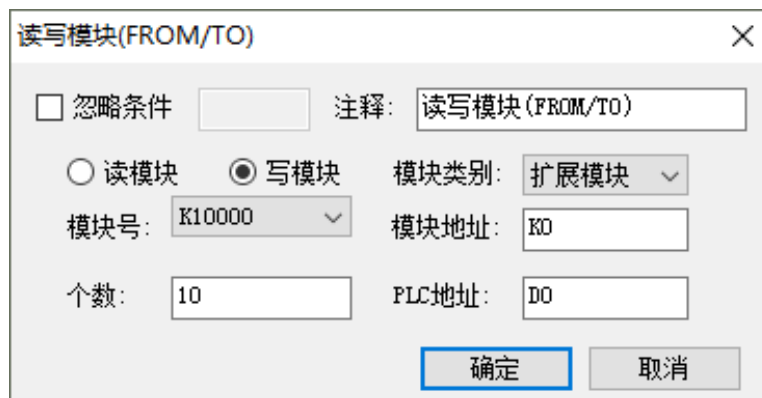 读写模块(FROM/TO)
忽略条件 注释: 读写模块(FROM/TO)
读模块 写模块 模块类别: 扩展模块
模块号: K10000 模块地址: K0
个数: 10 PLC地址: D0
确定 取消